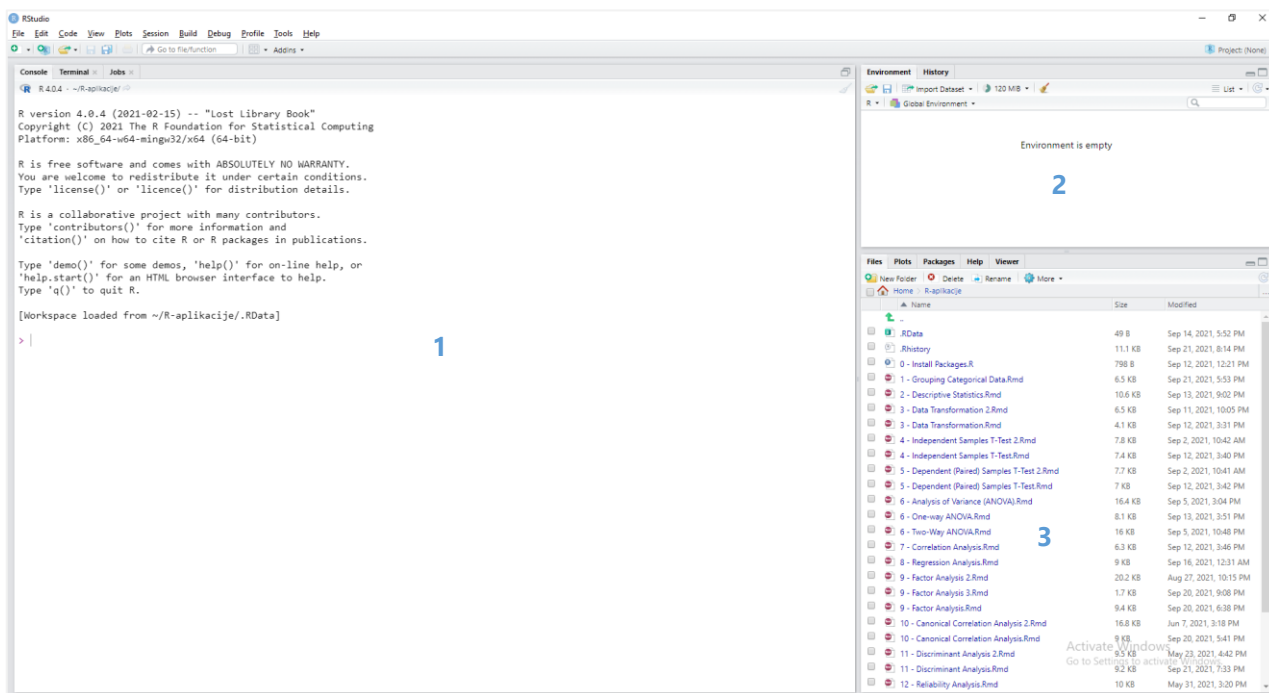 RStudio
File Edit Code View Plots Session Build Debug Profile Tools Help
Go to file/function Addins Project: (None)
Console Terminal Jobs
R 4.0.4 · ~/R-aplikacije/
R version 4.0.4 (2021-02-15) -- "Lost Library Book"
Copyright (C) 2021 The R Foundation for Statistical Computing
Platform: x86_64-w64-mingw32/x64 (64-bit)
R is free software and comes with ABSOLUTELY NO WARRANTY.
You are welcome to redistribute it under certain conditions.
Type 'license()' or 'licence()' for distribution details.
R is a collaborative project with many contributors.
Type 'contributors()' for more information and
'citation()' on how to cite R or R packages in publications.
Type 'demo()' for some demos, 'help()' for on-line help, or
'help.start()' for an HTML browser interface to help.
Type 'q()' to quit R.
[Workspace loaded from ~/R-aplikacije/.RData]
>
1
Environment History
Import Dataset 120 MiB List
R Global Environment
Environment is empty
2
Files Plots Packages Help Viewer
New Folder Delete Rename More
Home R-aplikacije
Name Size Modified
..
.RData 49 B Sep 14, 2021, 5:52 PM
.Rhistory 11.1 KB Sep 21, 2021, 8:14 PM
0 - Install Packages.R 798 B Sep 12, 2021, 12:21 PM
1 - Grouping Categorical Data.Rmd 6.5 KB Sep 21, 2021, 5:53 PM
2 - Descriptive Statistics.Rmd 10.6 KB Sep 13, 2021, 9:02 PM
3 - Data Transformation 2.Rmd 6.5 KB Sep 11, 2021, 10:05 PM
3 - Data Transformation.Rmd 4.1 KB Sep 12, 2021, 3:31 PM
4 - Independent Samples T-Test 2.Rmd 7.8 KB Sep 2, 2021, 10:42 AM
4 - Independent Samples T-Test.Rmd 7.4 KB Sep 12, 2021, 3:40 PM
5 - Dependent (Paired) Samples T-Test 2.Rmd 7.7 KB Sep 2, 2021, 10:41 AM
5 - Dependent (Paired) Samples T-Test.Rmd 7 KB Sep 12, 2021, 3:42 PM
6 - Analysis of Variance (ANOVA).Rmd 16.4 KB Sep 5, 2021, 3:04 PM
6 - One-way ANOVA.Rmd 8.1 KB Sep 13, 2021, 3:51 PM
6 - Two-Way ANOVA.Rmd 16 KB Sep 5, 2021, 10:48 PM
3
7 - Correlation Analysis.Rmd 6.3 KB Sep 12, 2021, 3:46 PM
8 - Regression Analysis.Rmd 9 KB Sep 16, 2021, 12:31 AM
9 - Factor Analysis 2.Rmd 20.2 KB Aug 27, 2021, 10:15 PM
9 - Factor Analysis 3.Rmd 1.7 KB Sep 20, 2021, 9:08 PM
9 - Factor Analysis.Rmd 9.4 KB Sep 20, 2021, 6:38 PM
10 - Canonical Correlation Analysis 2.Rmd 16.8 KB Jun 7, 2021, 3:18 PM
10 - Canonical Correlation Analysis.Rmd 9 KB Sep 20, 2021, 5:41 PM
11 - Discriminant Analysis 2.Rmd 9.5 KB May 23, 2021, 4:42 PM
11 - Discriminant Analysis.Rmd 9.2 KB Sep 21, 2021, 7:33 PM
12 - Reliability Analysis.Rmd 10 KB May 31, 2021, 3:20 PM
Activate Windows
Go to Settings to activate Windows.